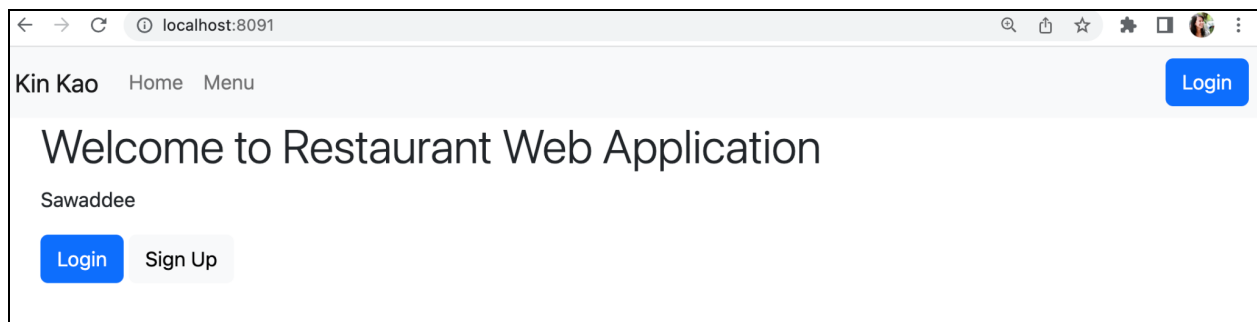 localhost:8091
Kin Kao Home Menu Login
Welcome to Restaurant Web Application
Sawaddee
Login Sign Up